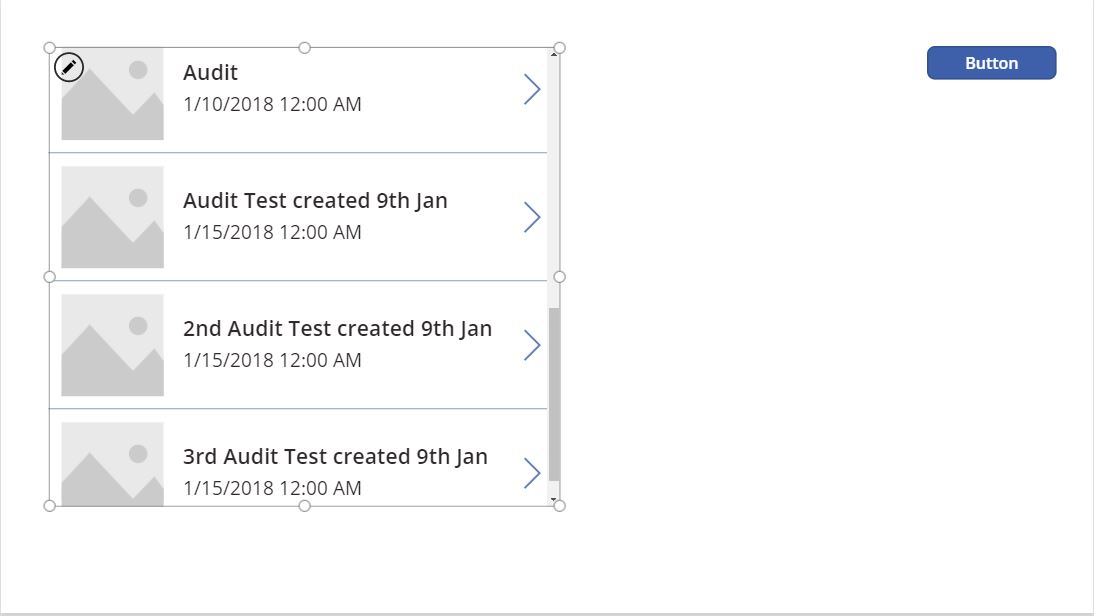 Audit
1/10/2018 12:00 AM
Button
Audit Test created 9th Jan
1/15/2018 12:00 AM
2nd Audit Test created 9th Jan
1/15/2018 12:00 AM
3rd Audit Test created 9th Jan
1/15/2018 12:00 AM